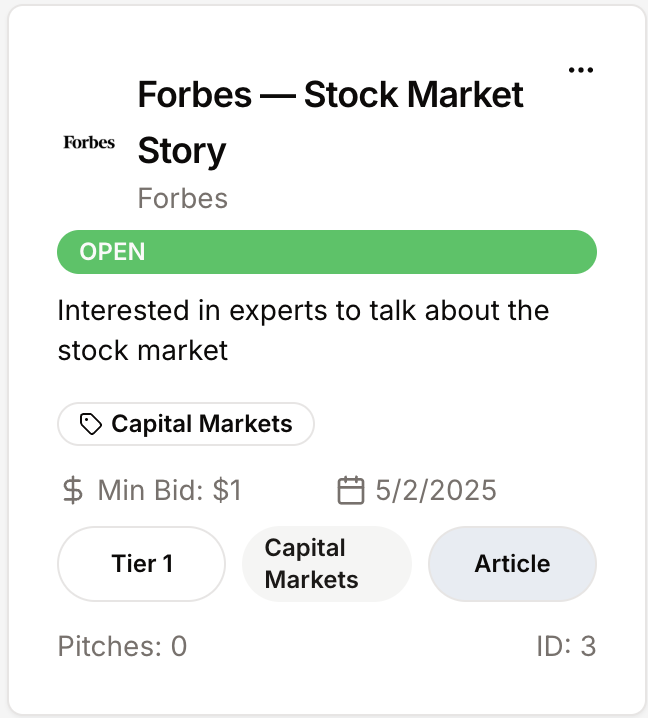 Forbes — Stock Market
Story
Forbes
Forbes
OPEN
Interested in experts to talk about the
stock market
Capital Markets
$ Min Bid: $1
5/2/2025
Tier 1
Capital
Markets
Article
Pitches: 0
ID: 3